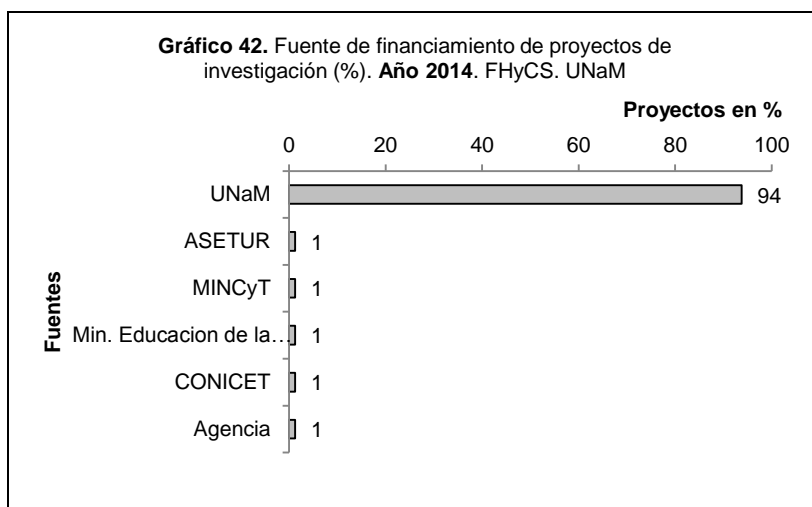 Gráfico 42. Fuente de financiamiento de proyectos de
investigación (%). Año 2014. FHyCS. UNaM
Proyectos en %
0 20 40 60 80 100
UNaM 94
ASETUR 1
MINCyT 1
Min. Educacion de la… 1
CONICET 1
Agencia 1
Fuentes